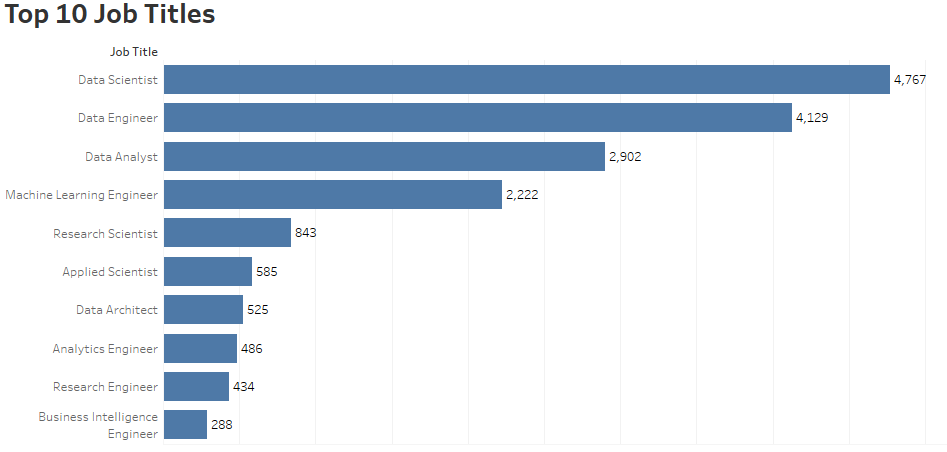 Top 10 Job Titles
Job Title
Data Scientist 4,767
Data Engineer 4,129
Data Analyst 2,902
Machine Learning Engineer 2,222
Research Scientist 843
Applied Scientist 585
Data Architect 525
Analytics Engineer 486
Research Engineer 434
Business Intelligence
Engineer 288